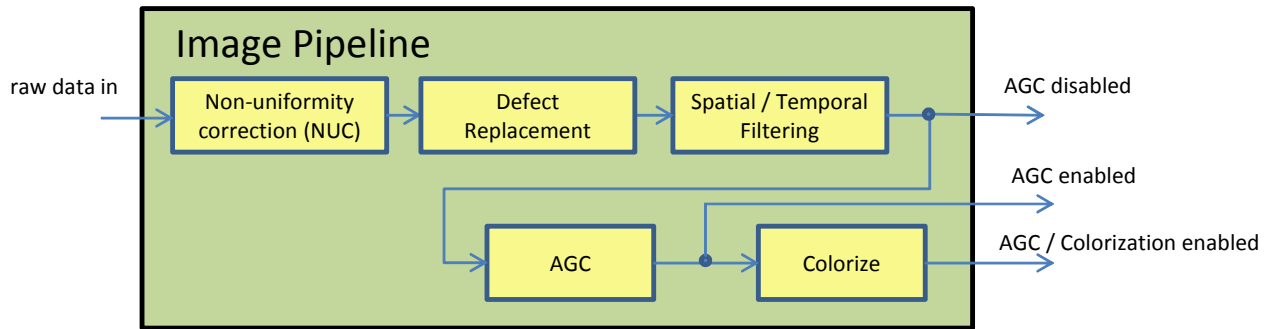 Image Pipeline
raw data in
Non-uniformity
correction (NUC)
Defect
Replacement
Spatial / Temporal
Filtering
AGC disabled
AGC enabled
AGC
Colorize
AGC / Colorization enabled